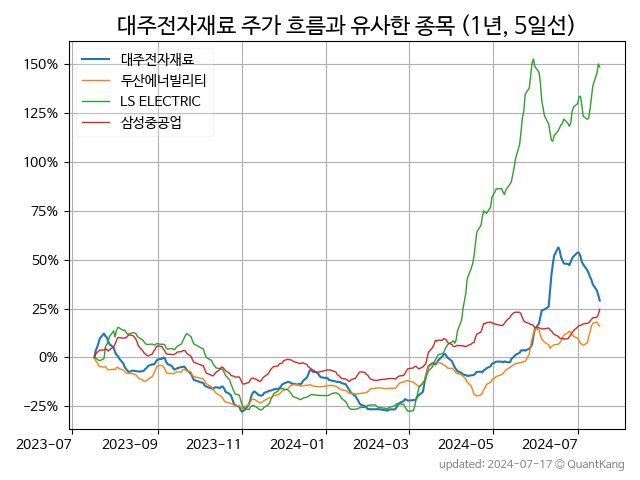 대주전자재료 주가 흐름과 유사한 종목 (1년, 5일선)
대주전자재료
두산에너빌리티
LS ELECTRIC
삼성중공업
150%
125%
100%
75%
50%
25%
0%
−25%
2023-07 2023-09 2023-11 2024-01 2024-03 2024-05 2024-07
updated: 2024-07-17 © QuantKang